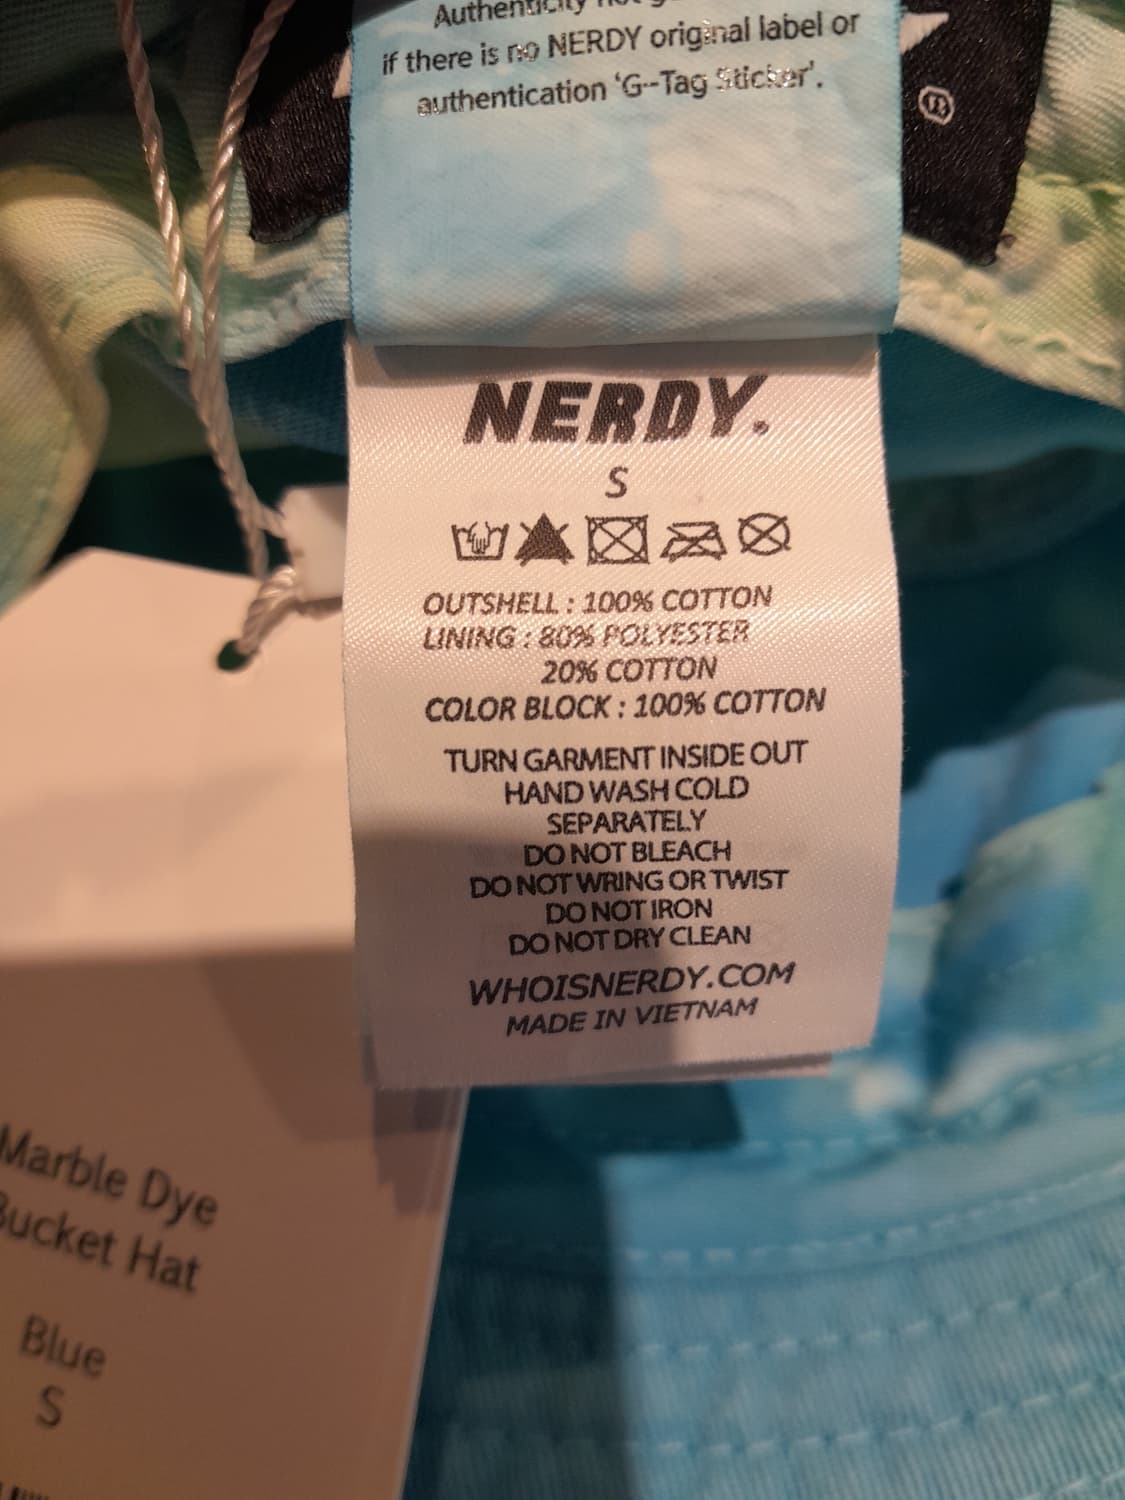 Authenticity not
if there is no NERDY original label or
authentication 'G--Tag Sticker'.
NERDY.
S
OUTSHELL : 100% COTTON
LINING : 80% POLYESTER
20% COTTON
COLOR BLOCK : 100% COTTON
TURN GARMENT INSIDE OUT
HAND WASH COLD
SEPARATELY
DO NOT BLEACH
DO NOT WRING OR TWIST
DO NOT IRON
DO NOT DRY CLEAN
WHOISNERDY.COM
MADE IN VIETNAM
Marble Dye
Bucket Hat
Blue
S